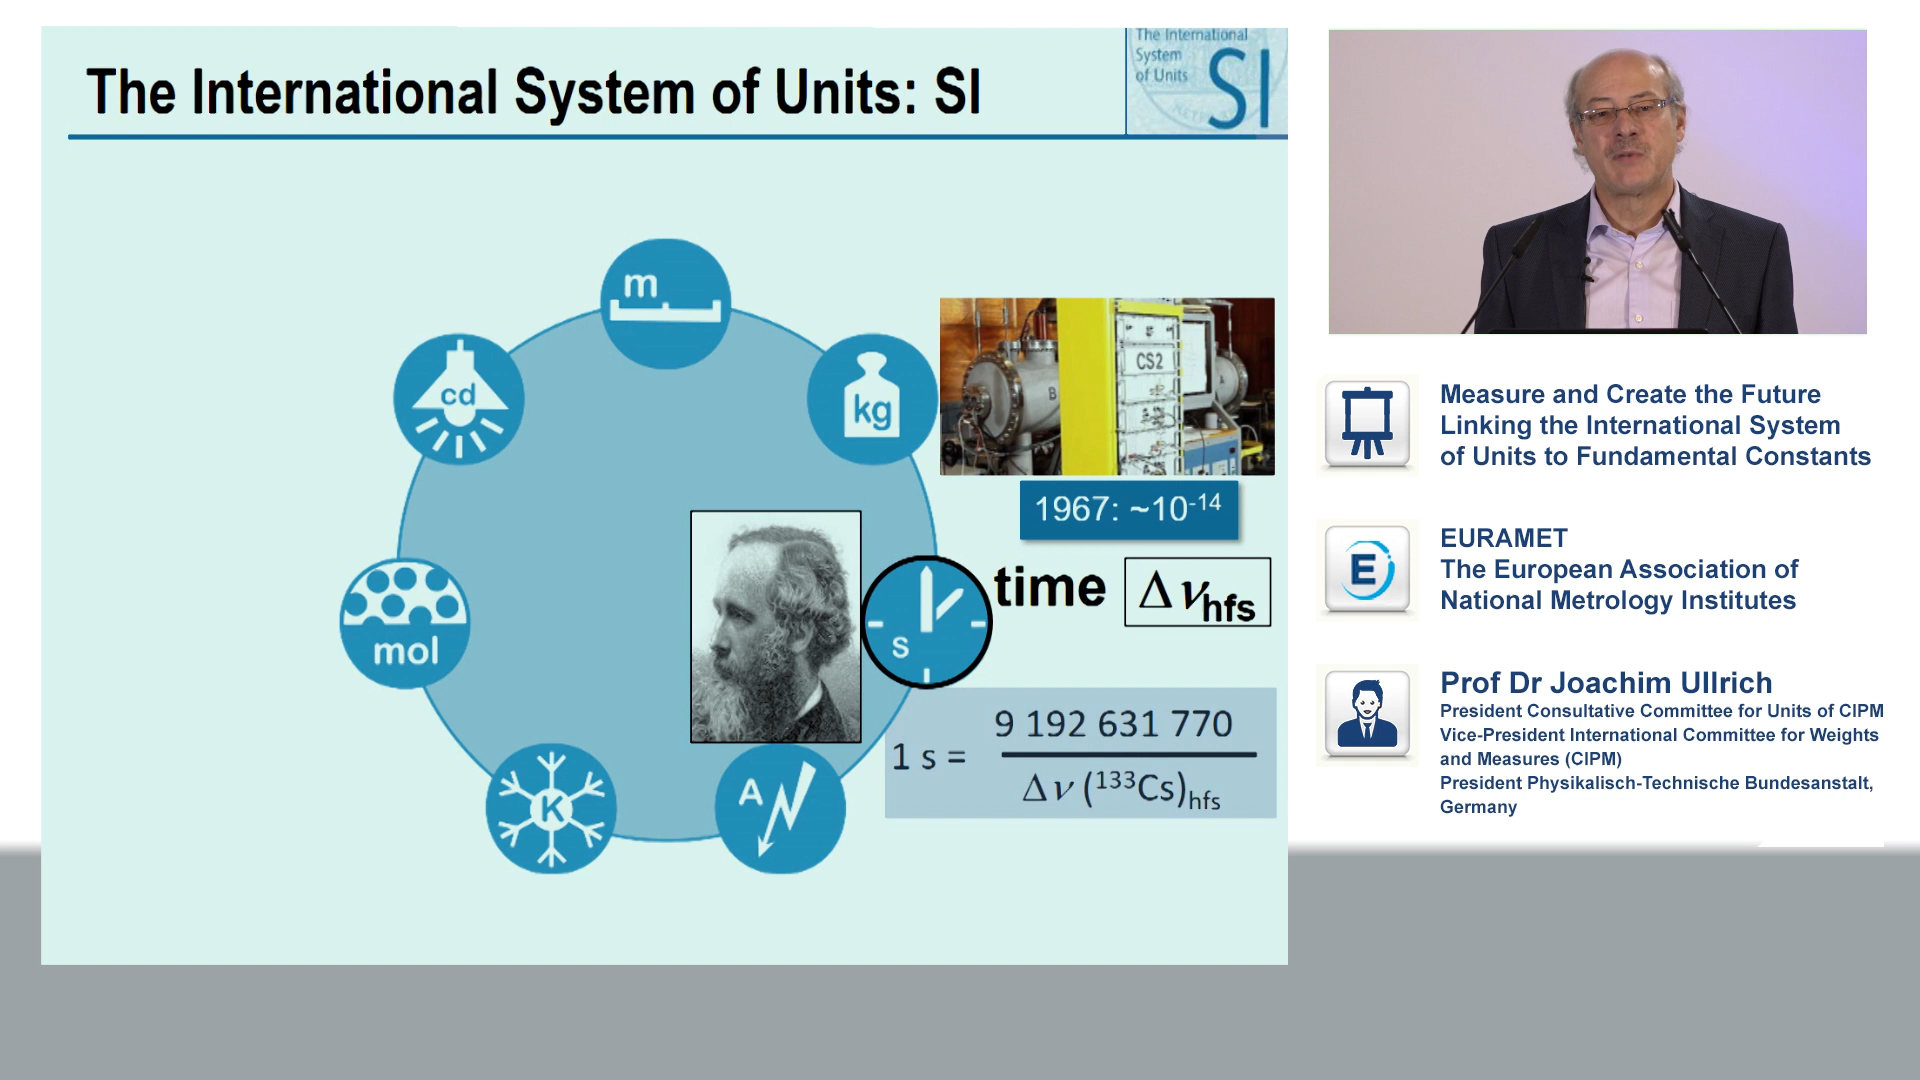 The International System of Units: SI
The International
System
of Units
SI
m
cd
kg
CS2
B
A
1967: ~10⁻¹⁴
time
Δνhfs
s
mol
1 s =
9 192 631 770
Δν (¹³³Cs)hfs
K
A
Measure and Create the Future
Linking the International System
of Units to Fundamental Constants
E
EURAMET
The European Association of
National Metrology Institutes
Prof Dr Joachim Ullrich
President Consultative Committee for Units of CIPM
Vice-President International Committee for Weights
and Measures (CIPM)
President Physikalisch-Technische Bundesanstalt,
Germany